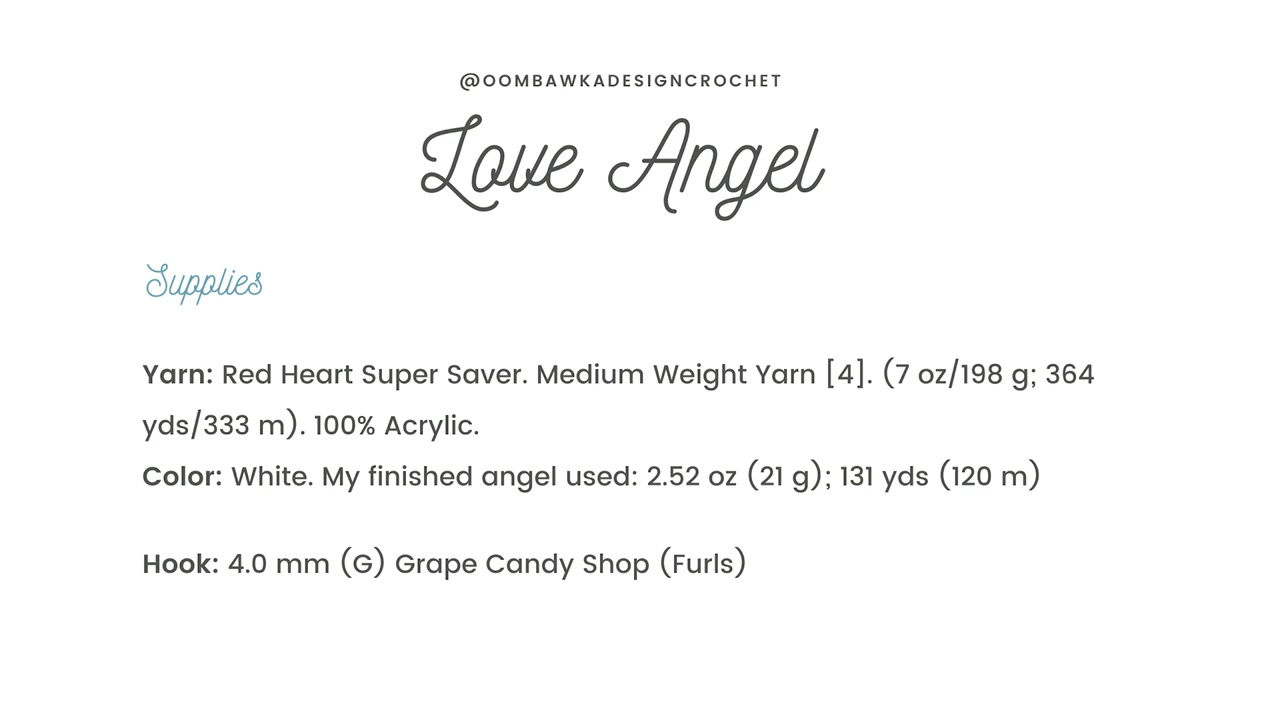 @OOMBAWKADESIGNCROCHET
Love Angel
Supplies
Yarn: Red Heart Super Saver. Medium Weight Yarn [4]. (7 oz/198 g; 364
yds/333 m). 100% Acrylic.
Color: White. My finished angel used: 2.52 oz (21 g); 131 yds (120 m)
Hook: 4.0 mm (G) Grape Candy Shop (Furls)